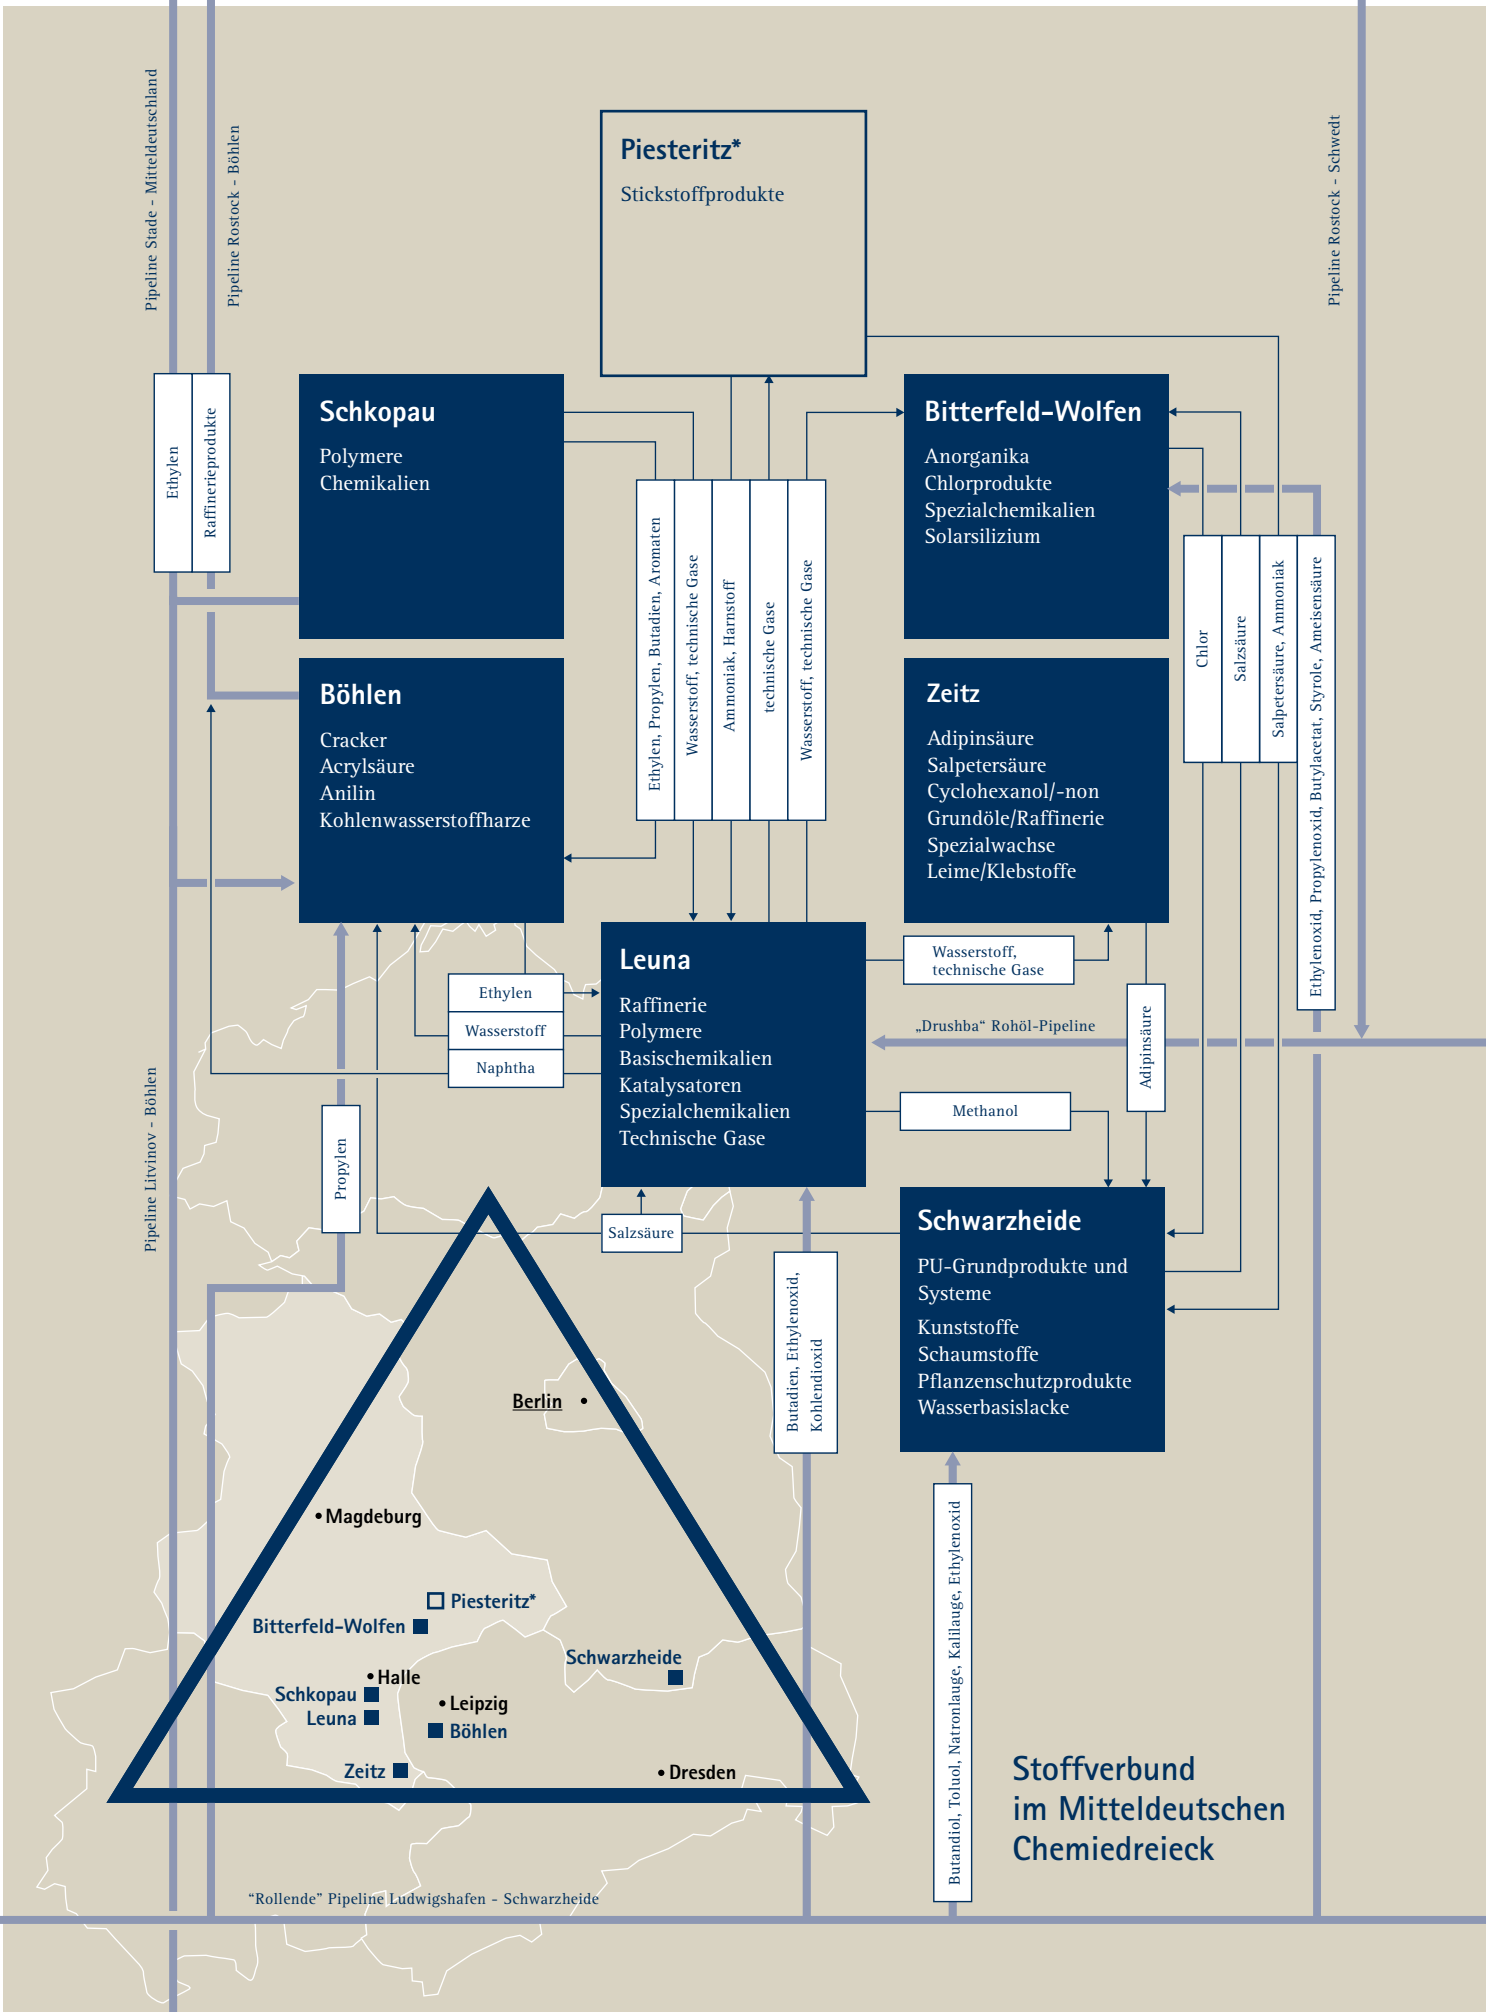 Pipeline Stade - Mitteldeutschland
Pipeline Rostock - Böhlen
Pipeline Rostock - Schwedt
Piesteritz*
Stickstoffprodukte
Ethylen
Raffinerieprodukte
Schkopau
Polymere
Chemikalien
Bitterfeld-Wolfen
Anorganika
Chlorprodukte
Spezialchemikalien
Solarsilizium
Ethylen, Propylen, Butadien, Aromaten
Wasserstoff, technische Gase
Ammoniak, Harnstoff
technische Gase
Wasserstoff, technische Gase
Chlor
Salzsäure
Salpetersäure, Ammoniak
Ethylenoxid, Propylenoxid, Butylacetat, Styrole, Ameisensäure
Böhlen
Cracker
Acrylsäure
Anilin
Kohlenwasserstoffharze
Zeitz
Adipinsäure
Salpetersäure
Cyclohexanol/-non
Grundöle/Raffinerie
Spezialwachse
Leime/Klebstoffe
Leuna
Raffinerie
Polymere
Basischemikalien
Katalysatoren
Spezialchemikalien
Technische Gase
Ethylen
Wasserstoff
Naphtha
Wasserstoff,
technische Gase
„Drushba“ Rohöl-Pipeline
Adipinsäure
Methanol
Pipeline Litvinov - Böhlen
Propylen
Salzsäure
Schwarzheide
PU-Grundprodukte und
Systeme
Kunststoffe
Schaumstoffe
Pflanzenschutzprodukte
Wasserbasislacke
Butadien, Ethylenoxid,
Kohlendioxid
Butandiol, Toluol, Natronlauge, Kalilauge, Ethylenoxid
Berlin
Magdeburg
Piesteritz*
Bitterfeld-Wolfen
Schwarzheide
Halle
Schkopau
Leuna
Leipzig
Böhlen
Zeitz
Dresden
Stoffverbund
im Mitteldeutschen
Chemiedreieck
“Rollende” Pipeline Ludwigshafen - Schwarzheide